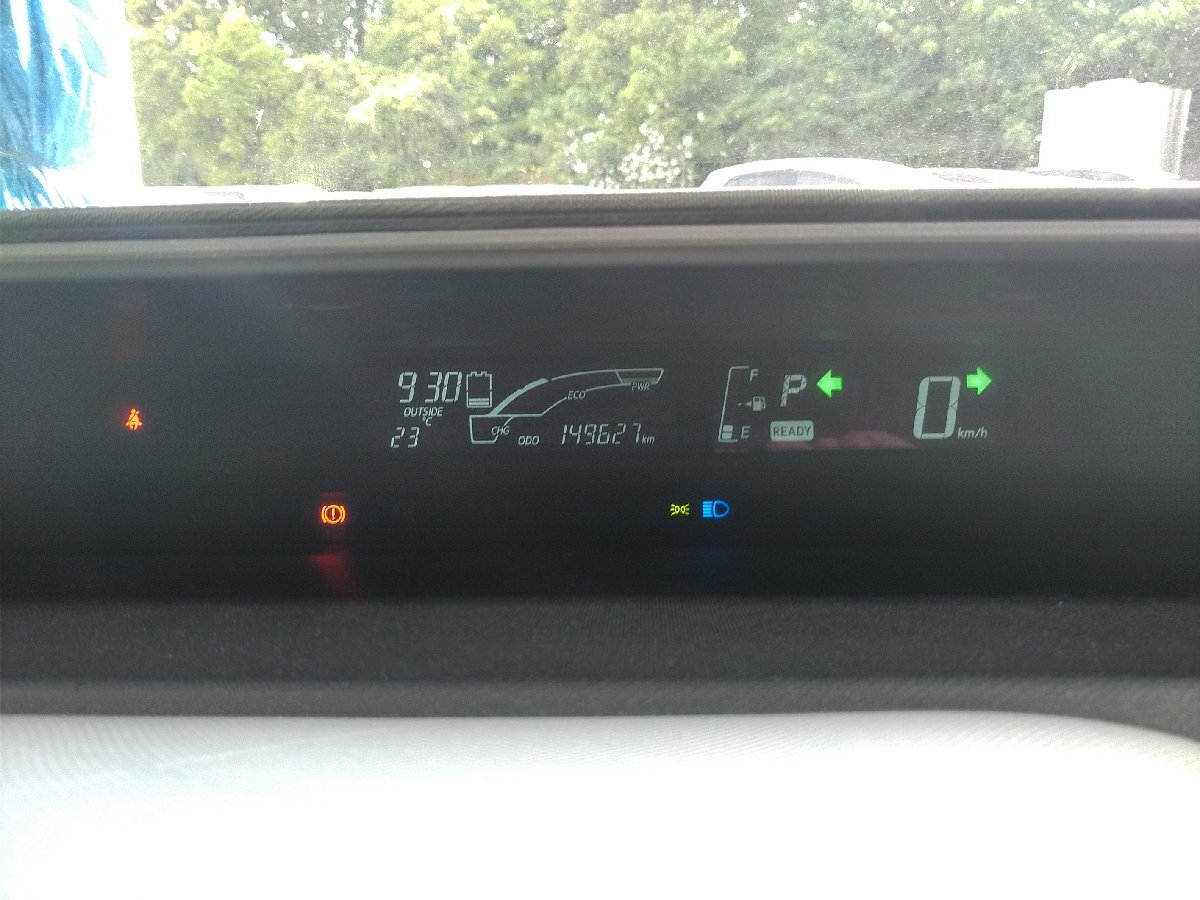 9 30
OUTSIDE
°C
23
CHG
ECO
PWR
ODO 149627 km
F
E
P
READY
0 km/h